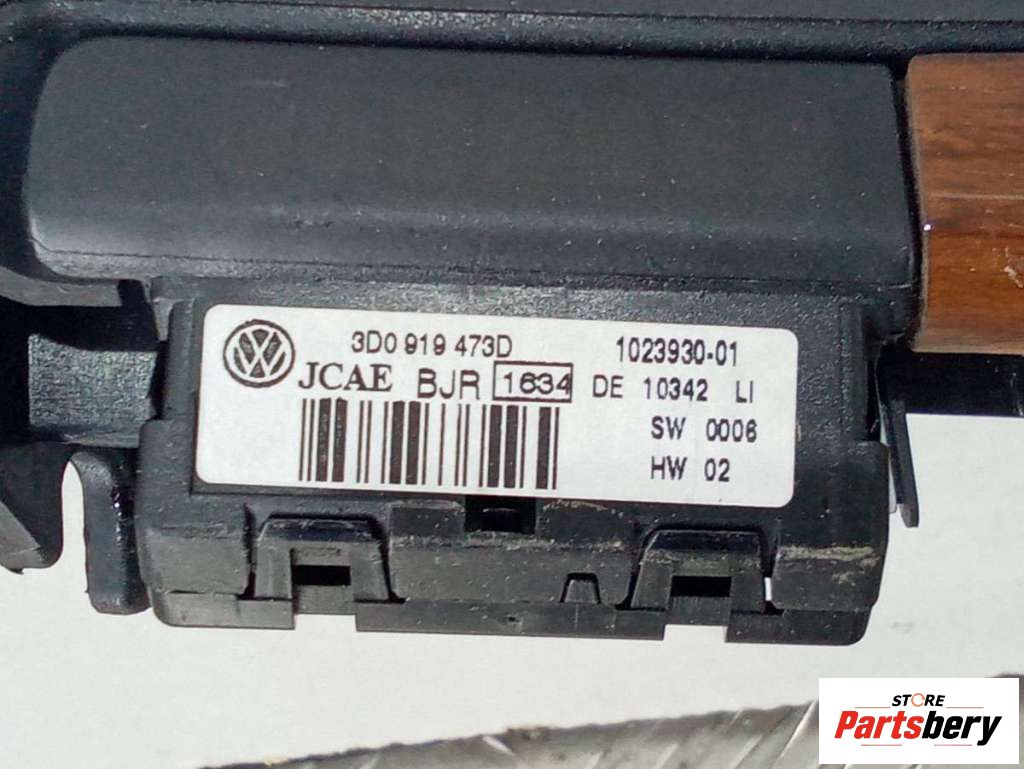 3D0 919 473D 1023930-01
JCAE BJR 1634 DE 10342 LI
SW 0006
HW 02
STORE
Partsbery